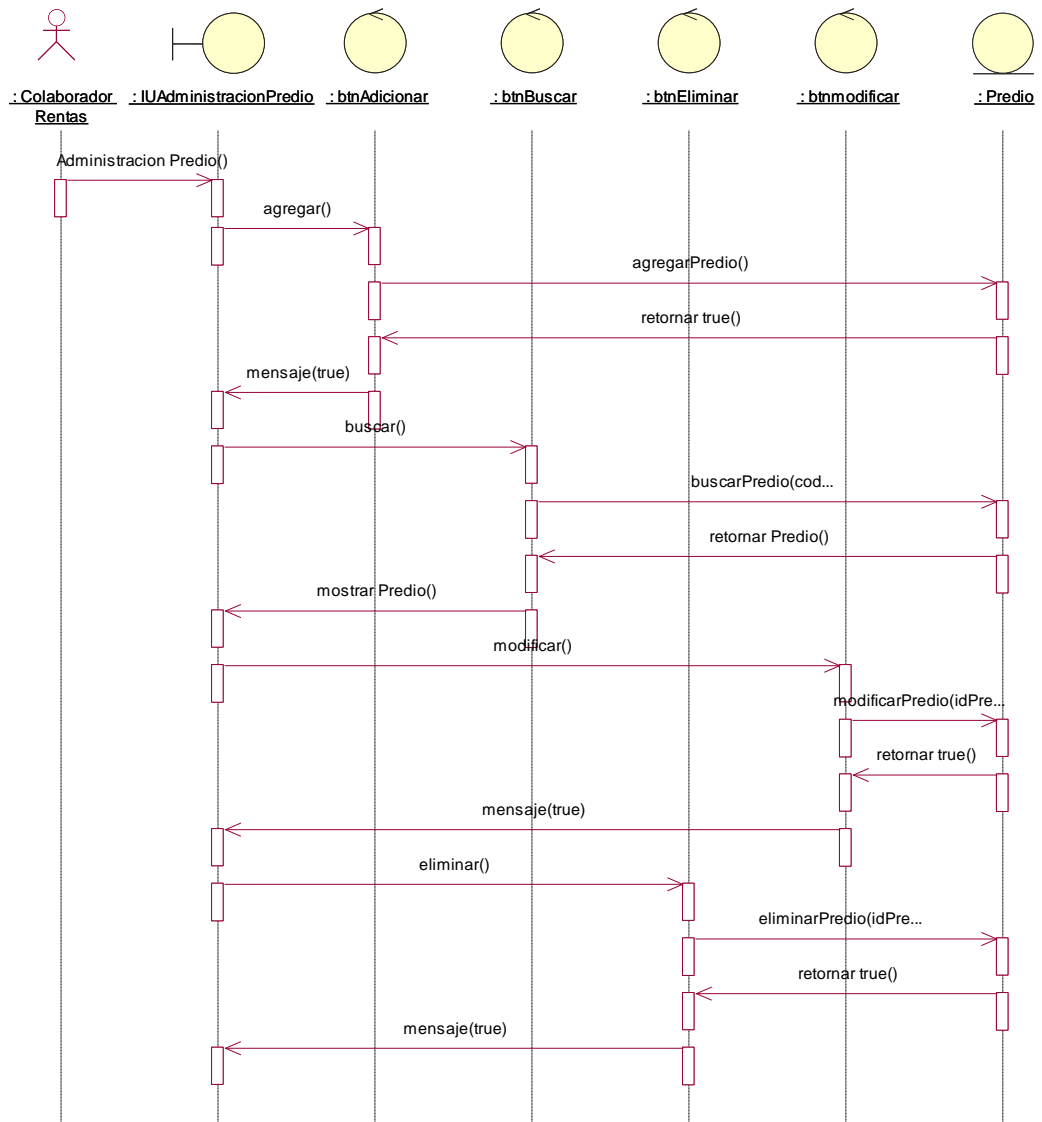 : Colaborador
Rentas
: IUAdministracionPredio
: btnAdicionar
: btnBuscar
: btnEliminar
: btnmodificar
: Predio
Administracion Predio()
agregar()
agregarPredio()
retornar true()
mensaje(true)
buscar()
buscarPredio(cod...
retornar Predio()
mostrar Predio()
modificar()
modificarPredio(idPre...
retornar true()
mensaje(true)
eliminar()
eliminarPredio(idPre...
retornar true()
mensaje(true)